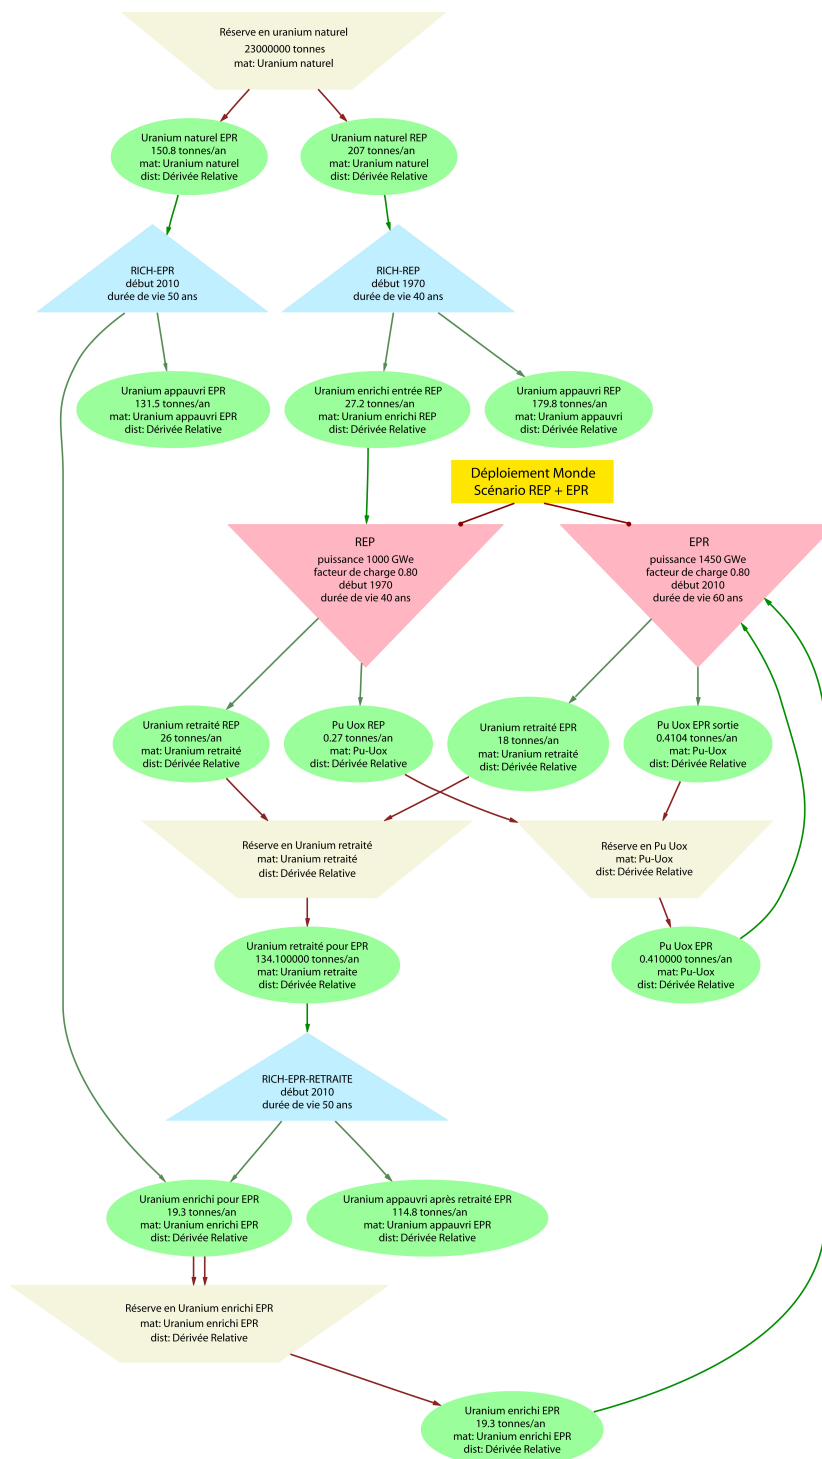 Réserve en uranium naturel
23000000 tonnes
mat: Uranium naturel
Uranium naturel EPR
150.8 tonnes/an
mat: Uranium naturel
dist: Dérivée Relative
Uranium naturel REP
207 tonnes/an
mat: Uranium naturel
dist: Dérivée Relative
RICH-EPR
début 2010
durée de vie 50 ans
RICH-REP
début 1970
durée de vie 40 ans
Uranium appauvri EPR
131.5 tonnes/an
mat: Uranium appauvri EPR
dist: Dérivée Relative
Uranium enrichi entrée REP
27.2 tonnes/an
mat: Uranium enrichi REP
dist: Dérivée Relative
Uranium appauvri REP
179.8 tonnes/an
mat: Uranium appauvri
dist: Dérivée Relative
Déploiement Monde
Scénario REP + EPR
REP
puissance 1000 GWe
facteur de charge 0.80
début 1970
durée de vie 40 ans
EPR
puissance 1450 GWe
facteur de charge 0.80
début 2010
durée de vie 60 ans
Uranium retraité REP
26 tonnes/an
mat: Uranium retraité
dist: Dérivée Relative
Pu Uox REP
0.27 tonnes/an
mat: Pu-Uox
dist: Dérivée Relative
Uranium retraité EPR
18 tonnes/an
mat: Uranium retraité
dist: Dérivée Relative
Pu Uox EPR sortie
0.4104 tonnes/an
mat: Pu-Uox
dist: Dérivée Relative
Réserve en Uranium retraité
mat: Uranium retraité
dist: Dérivée Relative
Réserve en Pu Uox
mat: Pu-Uox
dist: Dérivée Relative
Uranium retraité pour EPR
134.100000 tonnes/an
mat: Uranium retraite
dist: Dérivée Relative
Pu Uox EPR
0.410000 tonnes/an
mat: Pu-Uox
dist: Dérivée Relative
RICH-EPR-RETRAITE
début 2010
durée de vie 50 ans
Uranium enrichi pour EPR
19.3 tonnes/an
mat: Uranium enrichi EPR
dist: Dérivée Relative
Uranium appauvri après retraité EPR
114.8 tonnes/an
mat: Uranium appauvri EPR
dist: Dérivée Relative
Réserve en Uranium enrichi EPR
mat: Uranium enrichi EPR
dist: Dérivée Relative
Uranium enrichi EPR
19.3 tonnes/an
mat: Uranium enrichi EPR
dist: Dérivée Relative